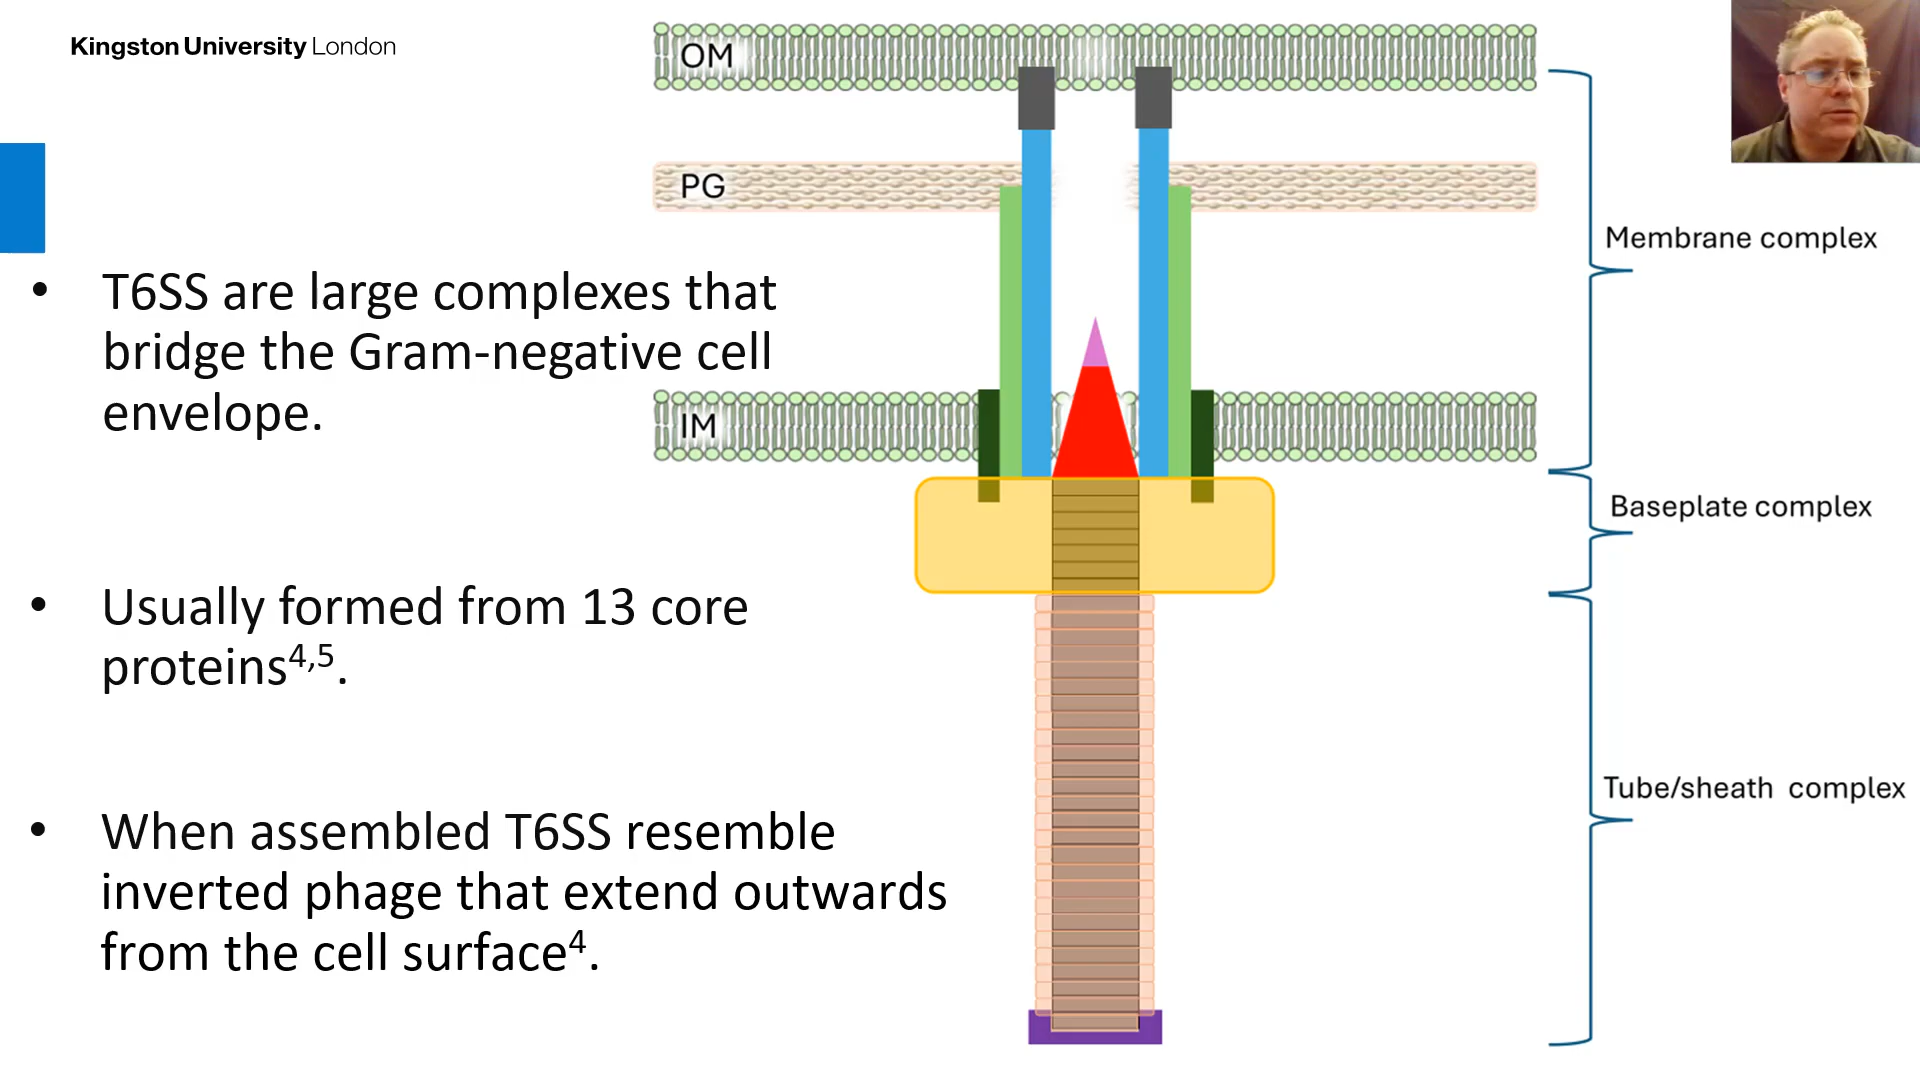 Kingston University London
OM
PG
IM
Membrane complex
Baseplate complex
Tube/sheath complex
• T6SS are large complexes that
bridge the Gram-negative cell
envelope.
• Usually formed from 13 core
proteins4,5.
• When assembled T6SS resemble
inverted phage that extend outwards
from the cell surface4.